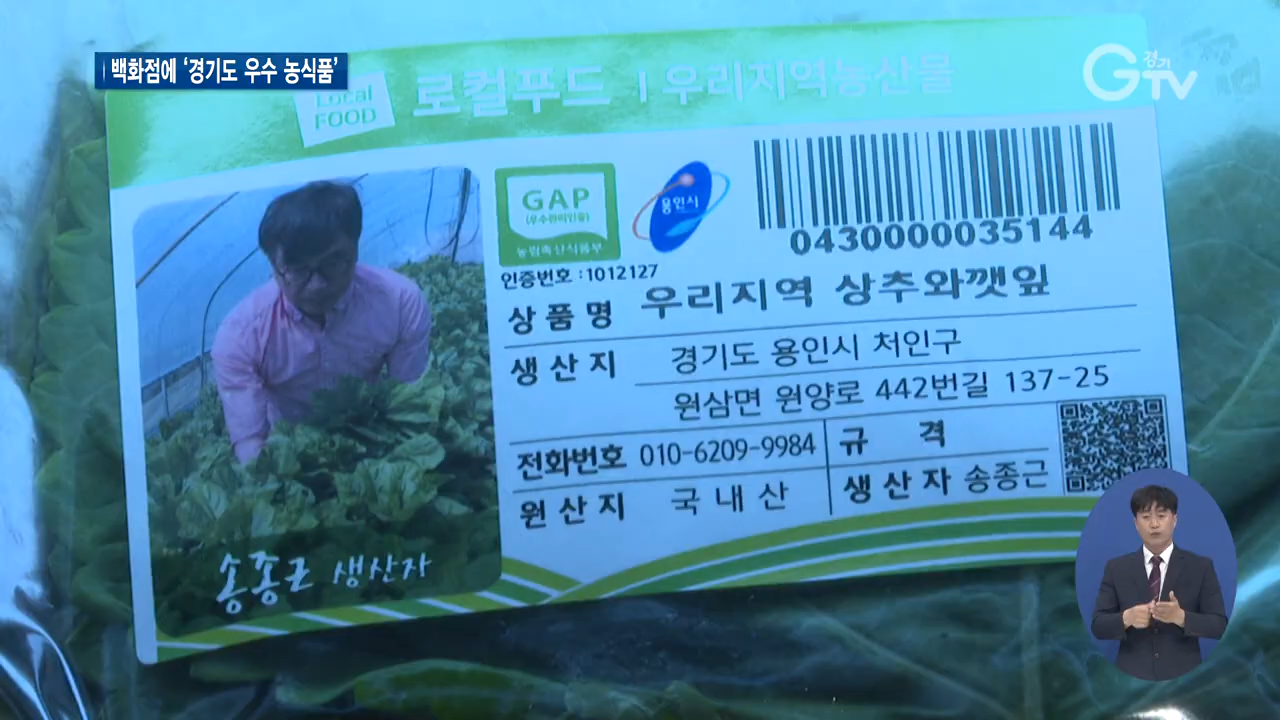 백화점에 ‘경기도 우수 농식품’
경기
GTV
Local
FOOD
로컬푸드 | 우리지역농산물
GAP
(우수관리인증)
농림축산식품부
용인시
0430000035144
인증번호 : 1012127
상품명 우리지역 상추와깻잎
생산지 경기도 용인시 처인구
원삼면 원양로 442번길 137-25
전화번호 010-6209-9984 규격
원산지 국내산 생산자 송종근
송종근 생산자